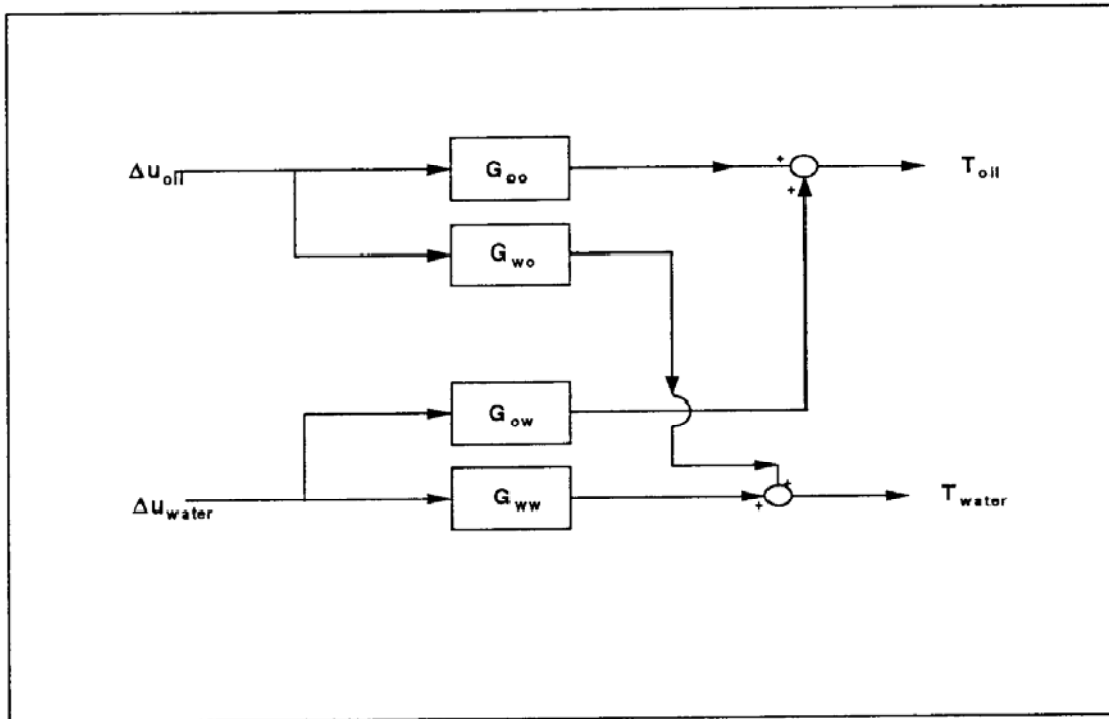 Δu_oil
G_oo
+
+
T_oil
G_wo
G_ow
Δu_water
G_ww
+
+
T_water